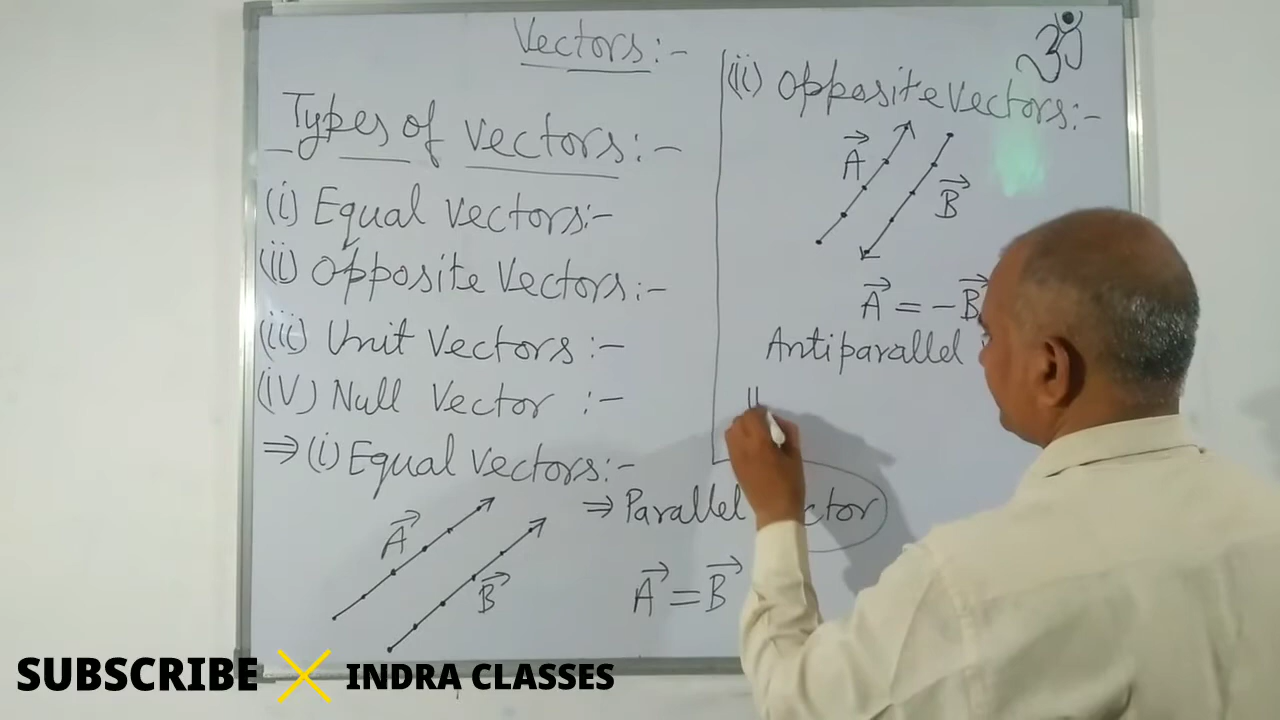 Vectors:-
Types of vectors:-
(i) Equal vectors:-
(ii) Opposite vectors:-
(iii) Unit Vectors :-
(iv) Null Vector :-
⇒ (i) Equal vectors:-
A⃗
B⃗
⇒ Parallel
A⃗ = B⃗
ॐ
(ii) Opposite vectors:-
A⃗
B⃗
A⃗ = -B⃗
Antiparallel
SUBSCRIBE INDRA CLASSES